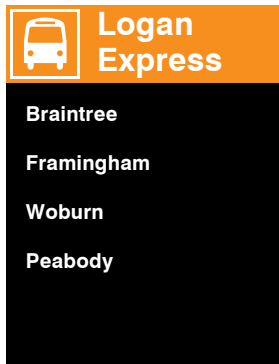 Logan
Express
Braintree
Framingham
Woburn
Peabody